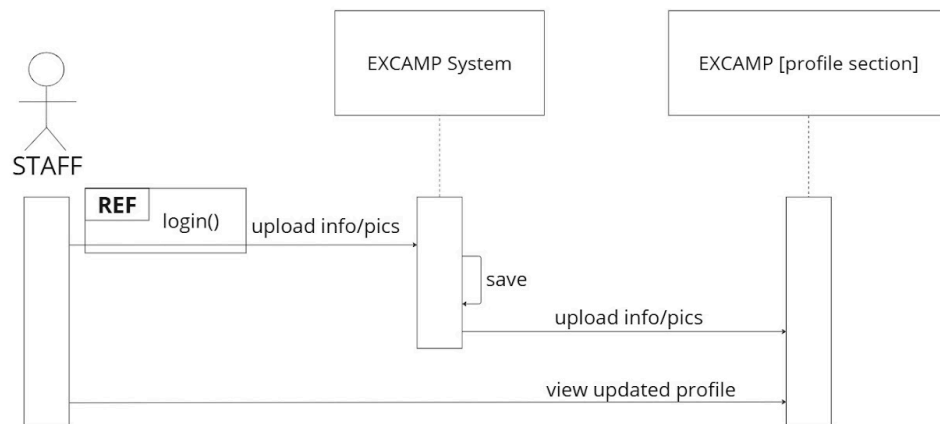 EXCAMP System
EXCAMP [profile section]
STAFF
REF
login()
upload info/pics
save
upload info/pics
view updated profile